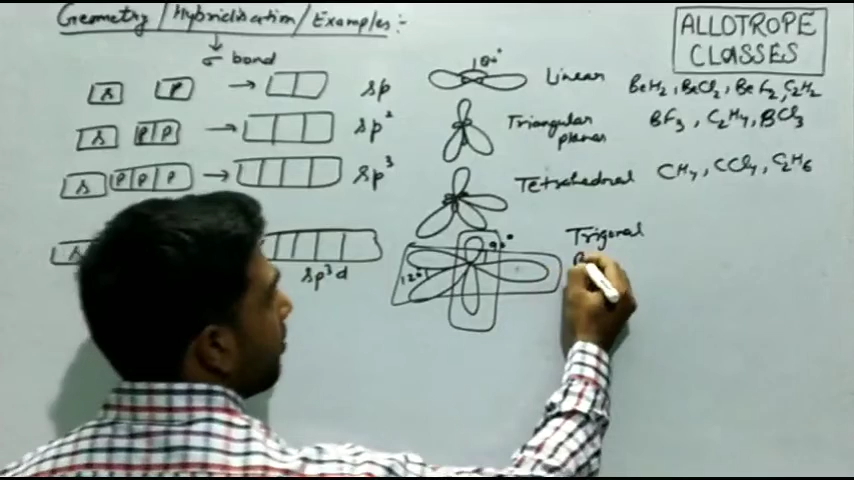 Geometry / Hybridisation / Examples :-
ALLOTROPE
CLASSES
σ bond
s p → sp 180° Linear BeH2, BeCl2, BeF2, C2H2
s p p → sp2 Triangular planar BF3, C2H4, BCl3
s p p p → sp3 Tetrahedral CH4, CCl4, C2H6
s sp3d 90° 120° Trigonal
B